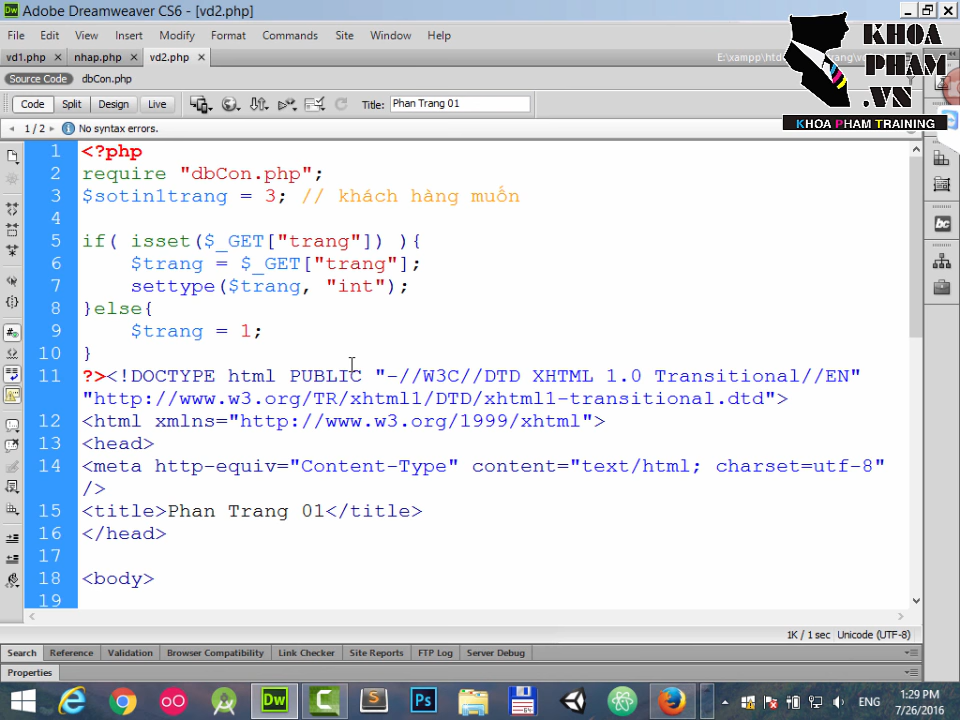 Adobe Dreamweaver CS6 - [vd2.php]
File Edit View Insert Modify Format Commands Site Window Help
vd1.php nhap.php vd2.php
Source Code dbCon.php
Code Split Design Live Title: Phan Trang 01
1 / 2 No syntax errors.
KHOA
PHAM
.VN
KHOA PHAM TRAINING
1 <?php
2 require "dbCon.php";
3 $sotin1trang = 3; // khách hàng muốn
4
5 if( isset($_GET["trang"]) ){
6 $trang = $_GET["trang"];
7 settype($trang, "int");
8 }else{
9 $trang = 1;
10 }
11 ?><!DOCTYPE html PUBLIC "-//W3C//DTD XHTML 1.0 Transitional//EN"
"http://www.w3.org/TR/xhtml1/DTD/xhtml1-transitional.dtd">
12 <html xmlns="http://www.w3.org/1999/xhtml">
13 <head>
14 <meta http-equiv="Content-Type" content="text/html; charset=utf-8"
/>
15 <title>Phan Trang 01</title>
16 </head>
17
18 <body>
19
1K / 1 sec Unicode (UTF-8)
Search Reference Validation Browser Compatibility Link Checker Site Reports FTP Log Server Debug
Properties
ENG
1:29 PM
7/26/2016